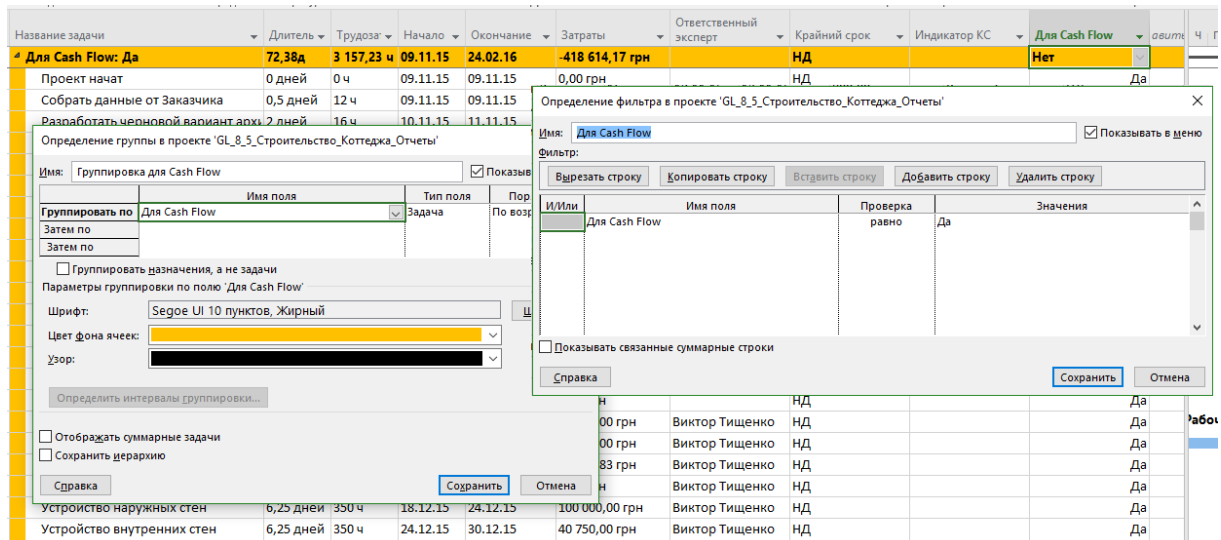 Ответственный
Название задачи Длитель Трудоза Начало Окончание Затраты эксперт Крайний срок Индикатор КС Для Cash Flow
Для Cash Flow: Да 72,38д 3 157,23 ч 09.11.15 24.02.16 -418 614,17 грн НД Нет
Проект начат 0 дней 0 ч 09.11.15 09.11.15 0,00 грн НД Да
Собрать данные от Заказчика 0,5 дней 12 ч 09.11.15 09.11.15
Разработать черновой вариант архи 2 дней 16 ч 10.11.15 11.11.15
Определение группы в проекте 'GL_8_5_Строительство_Коттеджа_Отчеты'
Имя: Группировка для Cash Flow Показыв
Имя поля Тип поля Пор
Группировать по Для Cash Flow Задача По возр
Затем по
Затем по
Группировать назначения, а не задачи
Параметры группировки по полю 'Для Cash Flow'
Шрифт: Segoe UI 10 пунктов, Жирный Ш
Цвет фона ячеек:
Узор:
Определить интервалы группировки...
Отображать суммарные задачи
Сохранить иерархию
Справка Сохранить Отмена
Определение фильтра в проекте 'GL_8_5_Строительство_Коттеджа_Отчеты'
Имя: Для Cash Flow Показывать в меню
Фильтр:
Вырезать строку Копировать строку Вставить строку Добавить строку Удалить строку
И/Или Имя поля Проверка Значения
Для Cash Flow равно Да
Показывать связанные суммарные строки
Справка Сохранить Отмена
н НД Да
00 грн Виктор Тищенко НД Да Рабоч
00 грн Виктор Тищенко НД Да
83 грн Виктор Тищенко НД Да
н Виктор Тищенко НД Да
Устройство наружных стен 6,25 дней 350 ч 18.12.15 24.12.15 100 000,00 грн Виктор Тищенко НД Да
Устройство внутренних стен 6,25 дней 350 ч 24.12.15 30.12.15 40 750,00 грн Виктор Тищенко НД Да